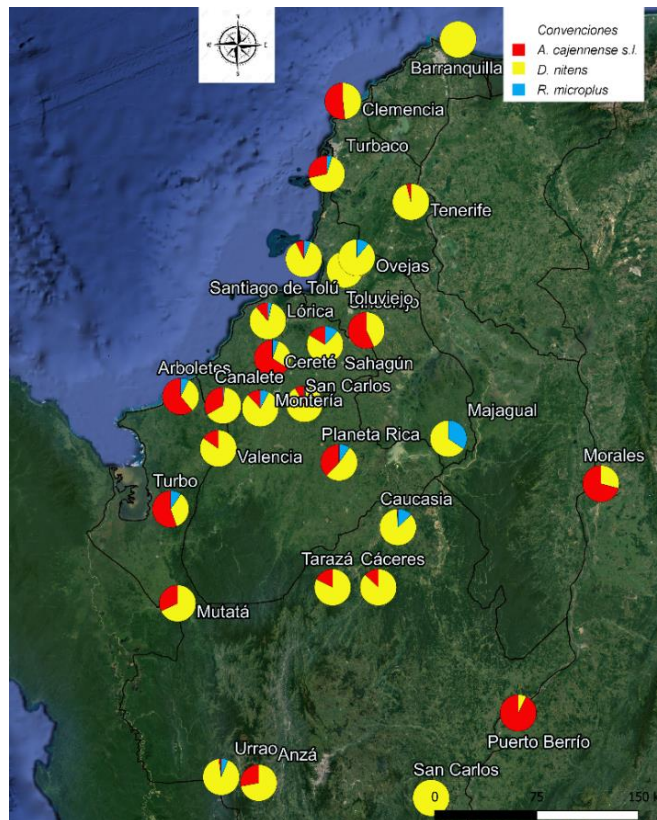 N
W
E
S
Convenciones
A. cajennense s.l.
D. nitens
R. microplus
Barranquilla
Clemencia
Turbaco
Tenerife
Ovejas
Santiago de Tolú
Toluviejo
Lórica
Cereté
Sahagún
Arboletes
Canalete
San Carlos
Montería
Majagual
Planeta Rica
Valencia
Morales
Turbo
Caucasia
Tarazá
Cáceres
Mutatá
Puerto Berrío
Urrao
Anzá
San Carlos
0
75
150